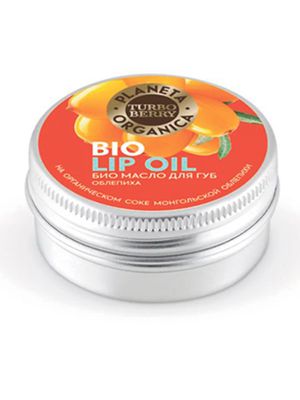 PLANETA
TURBO
BERRY
ORGANICA
BIO
LIP OIL
БИО МАСЛО ДЛЯ ГУБ
ОБЛЕПИХА
НА ОРГАНИЧЕСКОМ СОКЕ МОНГОЛЬСКОЙ ОБЛЕПИХИ